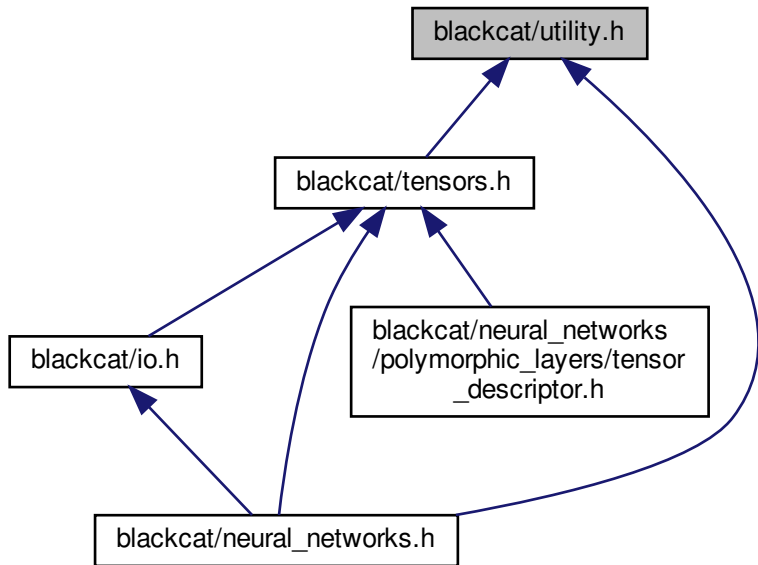 blackcat/utility.h
blackcat/tensors.h
blackcat/io.h
blackcat/neural_networks
/polymorphic_layers/tensor
_descriptor.h
blackcat/neural_networks.h